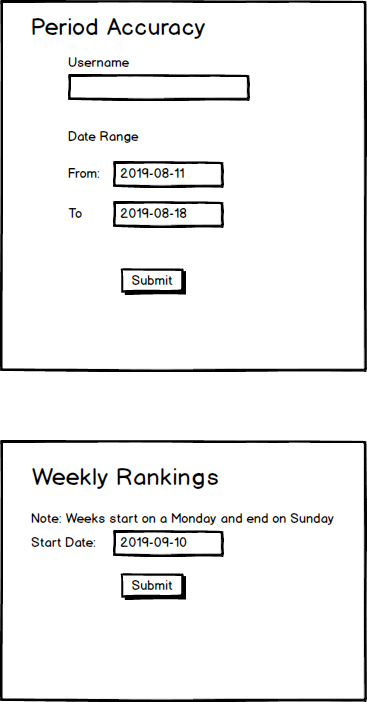 Period Accuracy
Username
Date Range
From: 2019-08-11
To 2019-08-18
Submit
Weekly Rankings
Note: Weeks start on a Monday and end on Sunday
Start Date: 2019-09-10
Submit